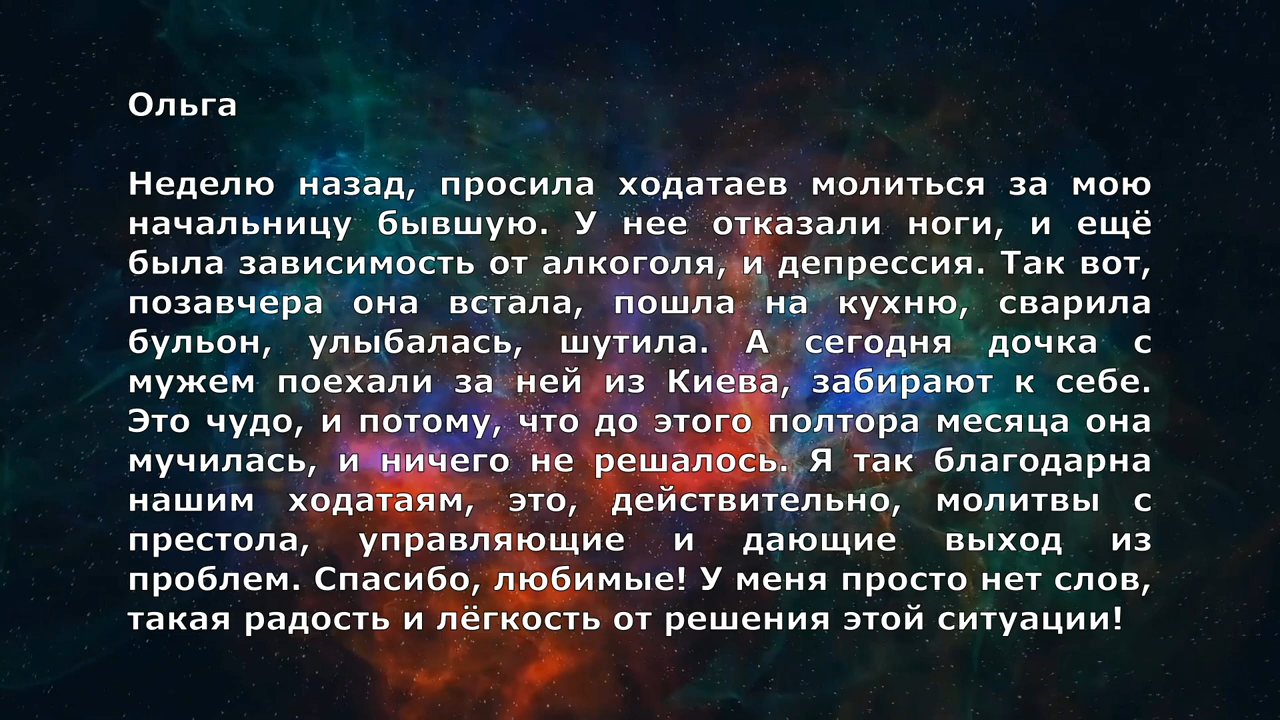 Ольга
Неделю назад, просила ходатаев молиться за мою
начальницу бывшую. У нее отказали ноги, и ещё
была зависимость от алкоголя, и депрессия. Так вот,
позавчера она встала, пошла на кухню, сварила
бульон, улыбалась, шутила. А сегодня дочка с
мужем поехали за ней из Киева, забирают к себе.
Это чудо, и потому, что до этого полтора месяца она
мучилась, и ничего не решалось. Я так благодарна
нашим ходатаям, это, действительно, молитвы с
престола, управляющие и дающие выход из
проблем. Спасибо, любимые! У меня просто нет слов,
такая радость и лёгкость от решения этой ситуации!